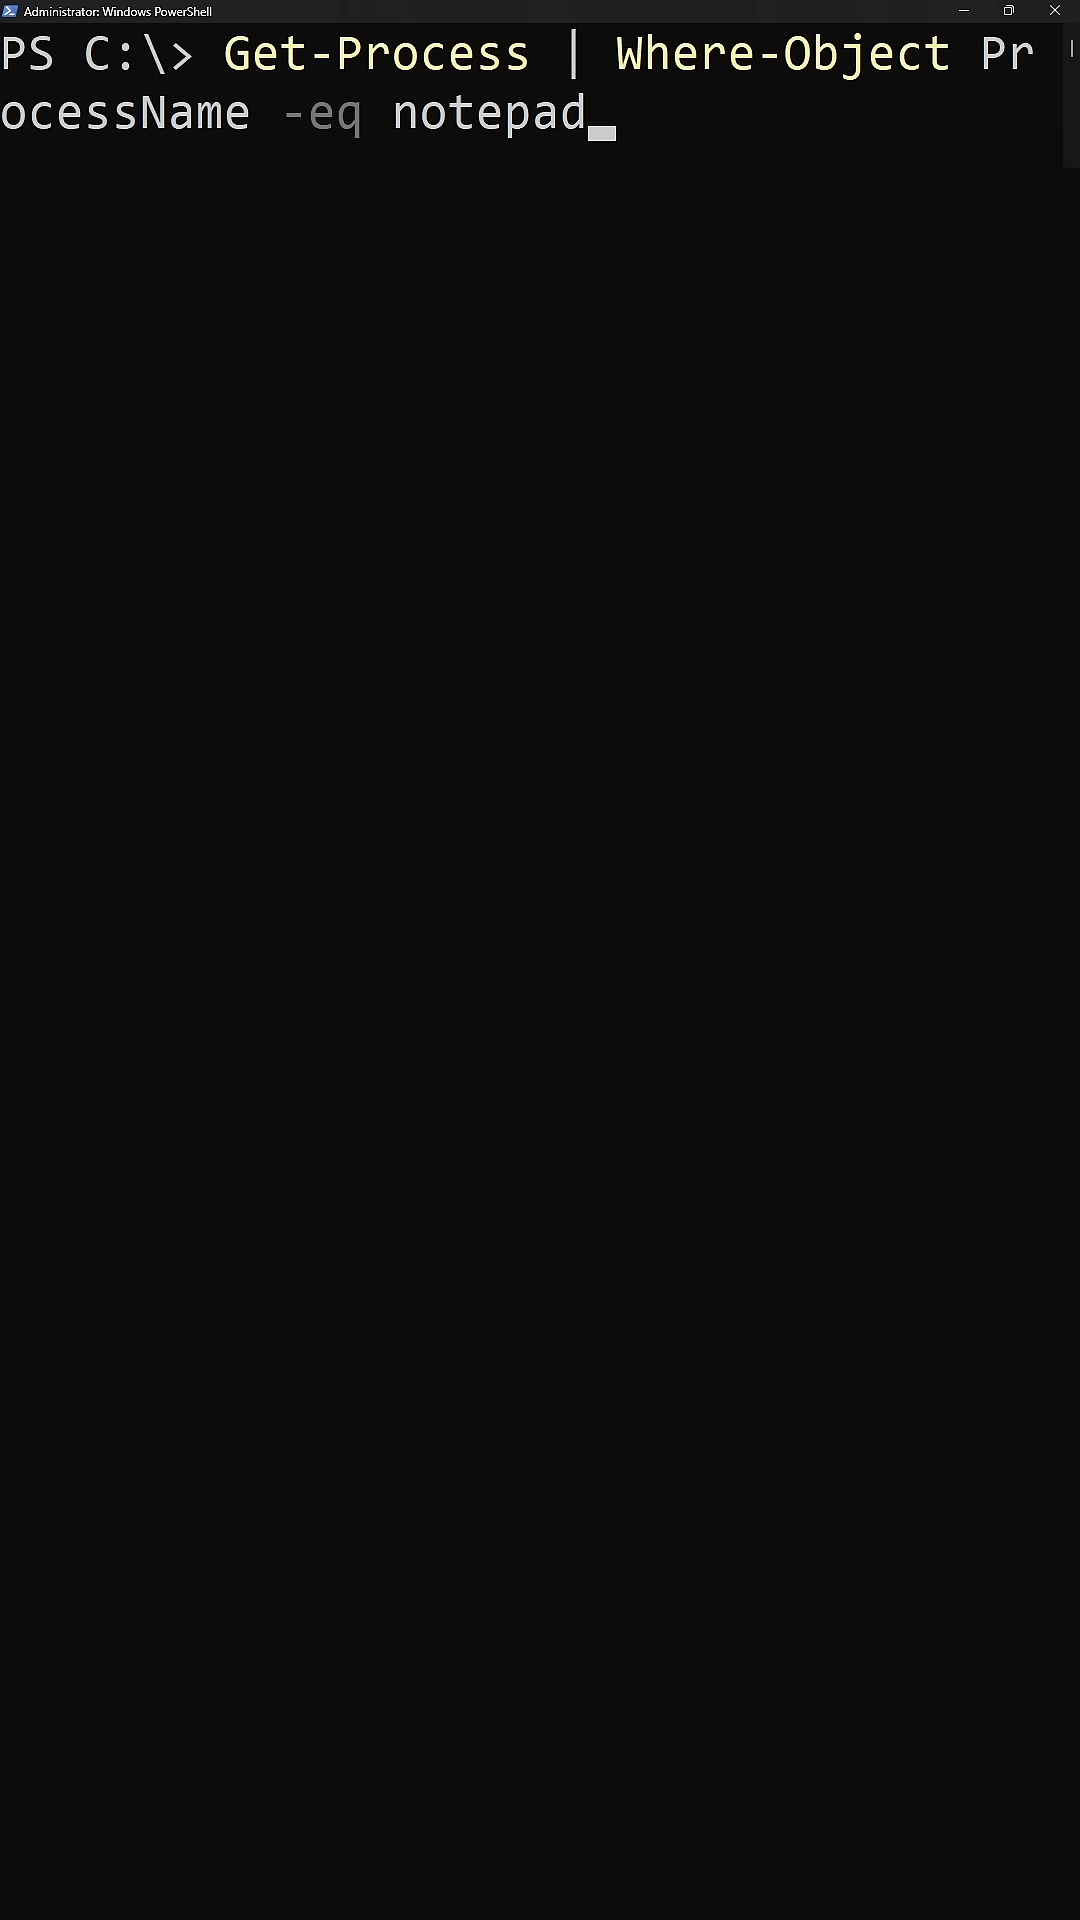 Administrator: Windows PowerShell
PS C:\> Get-Process | Where-Object Pr
ocessName -eq notepad